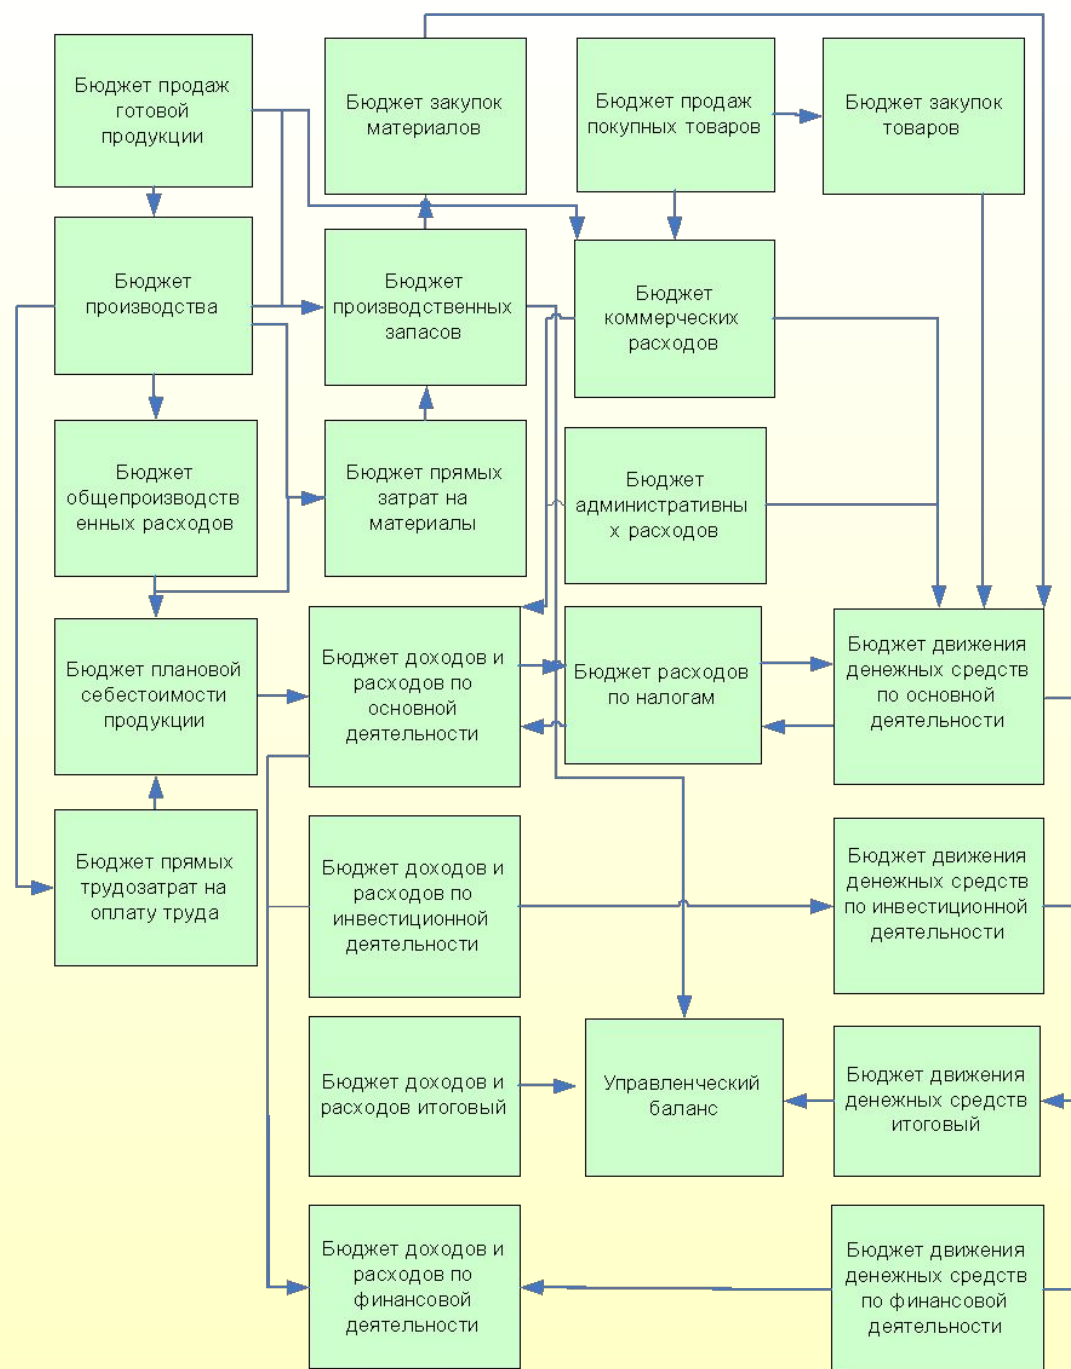 Бюджет продаж
готовой
продукции
Бюджет закупок
материалов
Бюджет продаж
покупных товаров
Бюджет закупок
товаров
Бюджет
производства
Бюджет
производственных
запасов
Бюджет
коммерческих
расходов
Бюджет
общепроизводств
енных расходов
Бюджет прямых
затрат на
материалы
Бюджет
административны
х расходов
Бюджет плановой
себестоимости
продукции
Бюджет доходов и
расходов по
основной
деятельности
Бюджет расходов
по налогам
Бюджет движения
денежных средств
по основной
деятельности
Бюджет прямых
трудозатрат на
оплату труда
Бюджет доходов и
расходов по
инвестиционной
деятельности
Бюджет движения
денежных средств
по инвестиционной
деятельности
Бюджет доходов и
расходов итоговый
Управленческий
баланс
Бюджет движения
денежных средств
итоговый
Бюджет доходов и
расходов по
финансовой
деятельности
Бюджет движения
денежных средств
по финансовой
деятельности